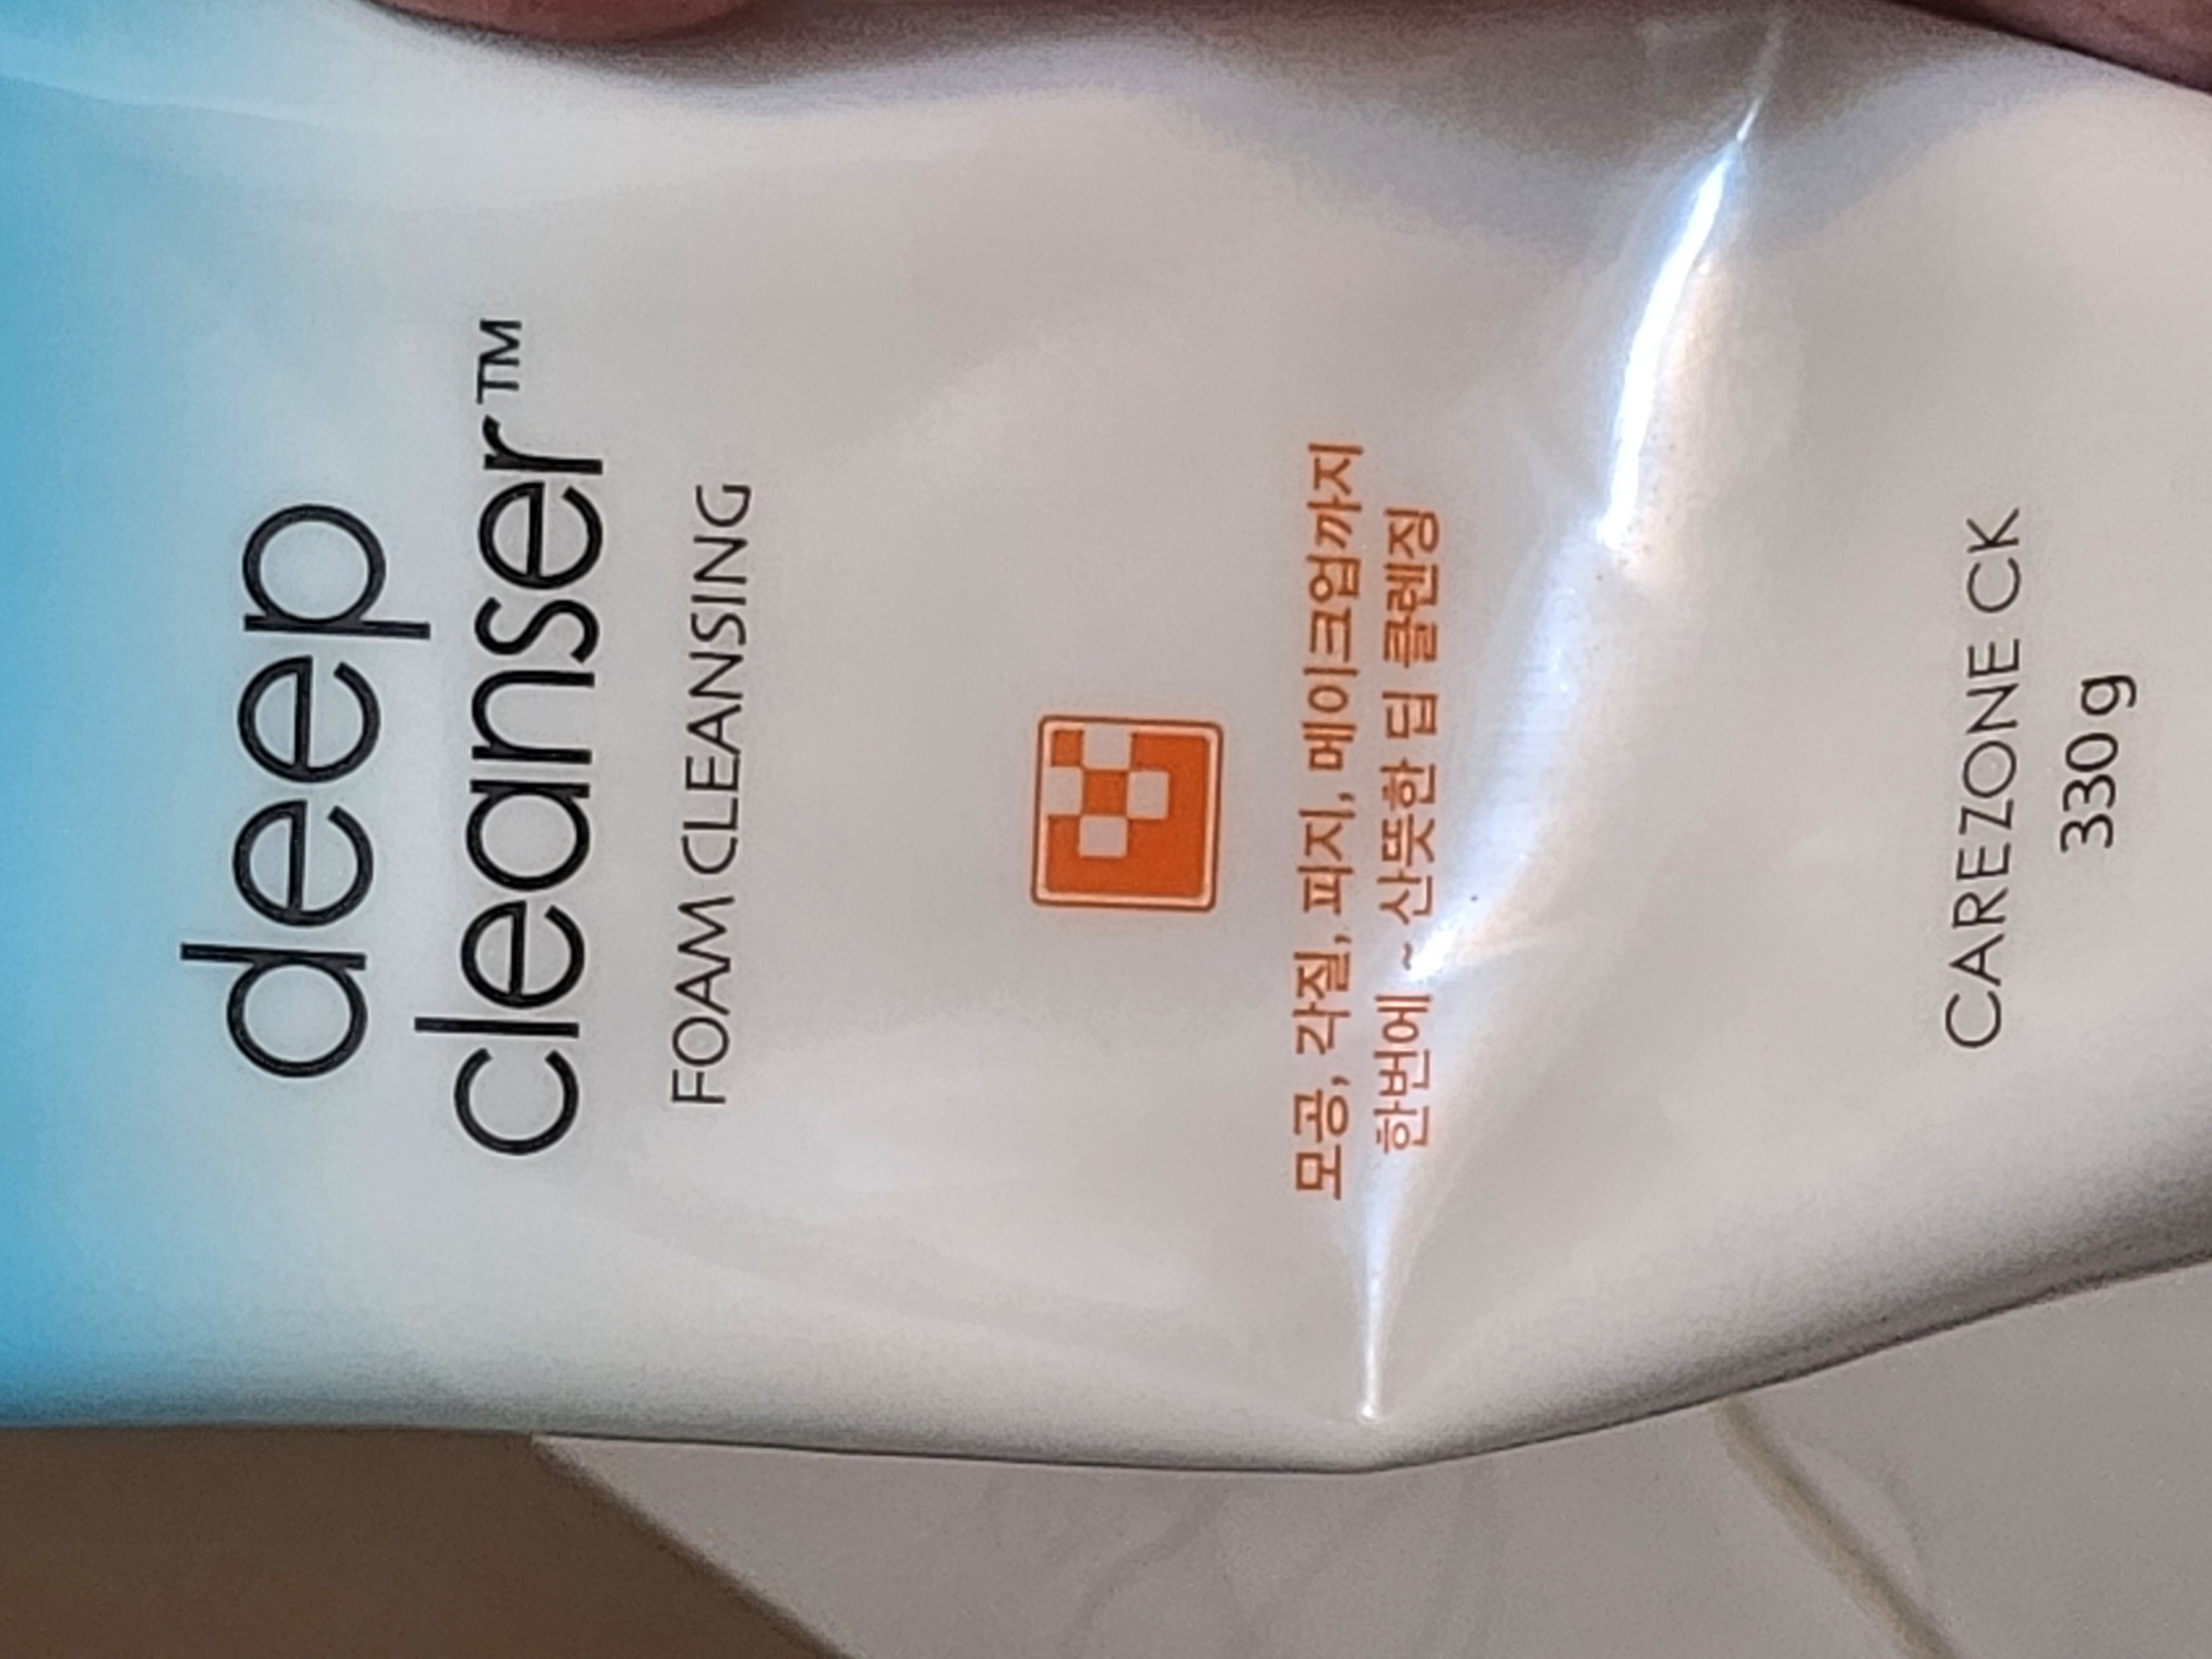 deep
cleanser™
FOAM CLEANSING
모공, 각질, 피지, 메이크업까지
한번에 ~ 산뜻한 딥 클렌징
CAREZONE CK
330 g